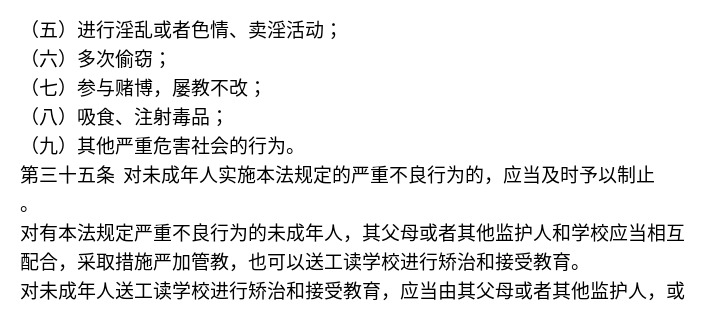 （五）进行淫乱或者色情、卖淫活动；
（六）多次偷窃；
（七）参与赌博，屡教不改；
（八）吸食、注射毒品；
（九）其他严重危害社会的行为。
第三十五条 对未成年人实施本法规定的严重不良行为的，应当及时予以制止
。
对有本法规定严重不良行为的未成年人，其父母或者其他监护人和学校应当相互
配合，采取措施严加管教，也可以送工读学校进行矫治和接受教育。
对未成年人送工读学校进行矫治和接受教育，应当由其父母或者其他监护人，或